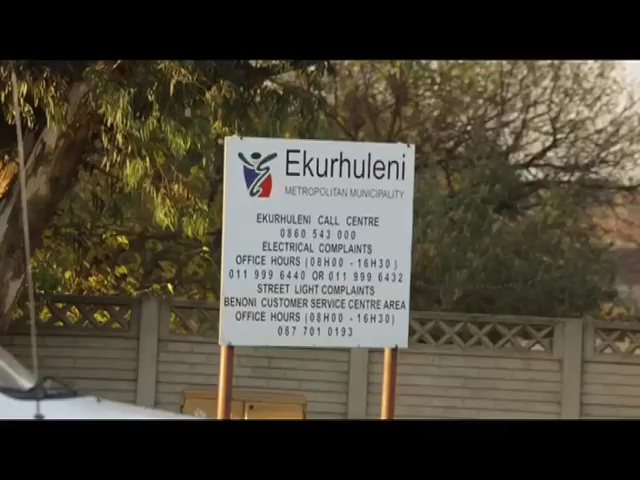 Ekurhuleni
METROPOLITAN MUNICIPALITY
EKURHULENI CALL CENTRE
0860 543 000
ELECTRICAL COMPLAINTS
OFFICE HOURS (08H00 - 16H30)
011 999 6440 OR 011 999 6432
STREET LIGHT COMPLAINTS
BENONI CUSTOMER SERVICE CENTRE AREA
OFFICE HOURS (08H00 - 16H30)
087 701 0193